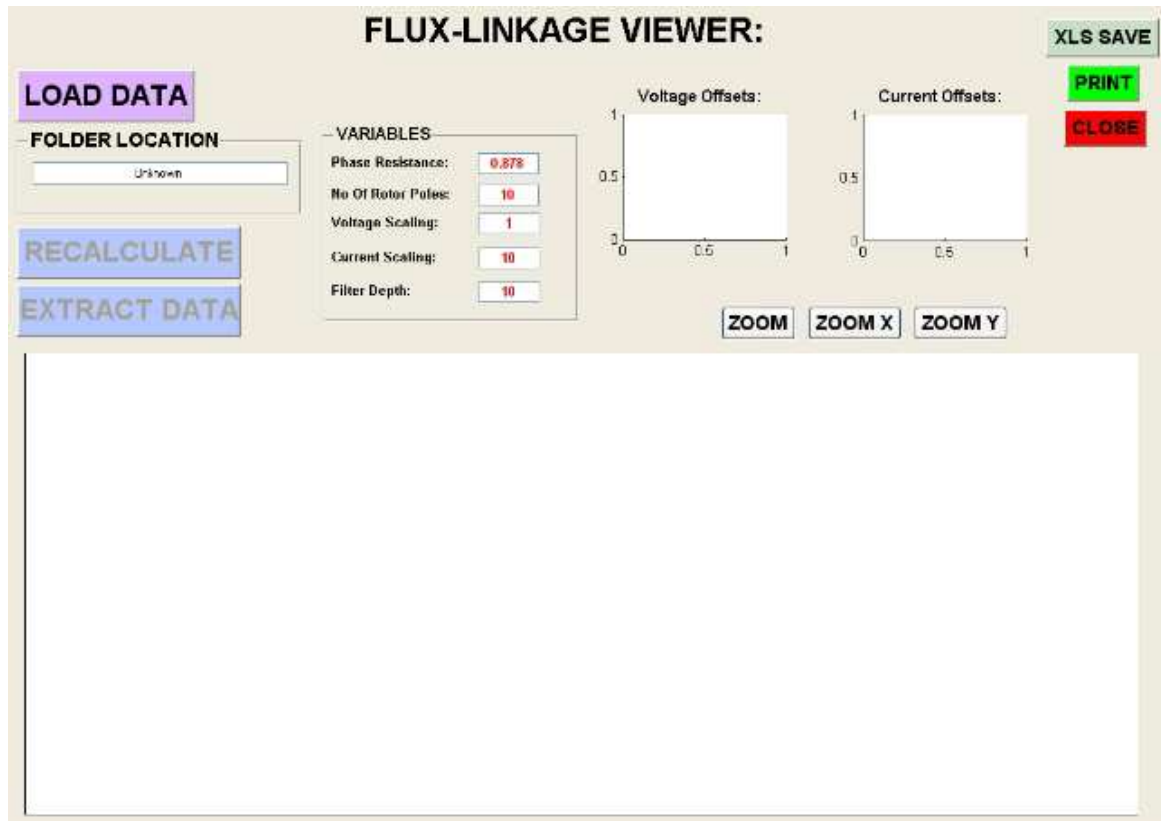 FLUX-LINKAGE VIEWER:
XLS SAVE
PRINT
CLOSE
LOAD DATA
FOLDER LOCATION
Unknown
RECALCULATE
EXTRACT DATA
VARIABLES
Phase Resistance: 0.878
No Of Rotor Poles: 10
Voltage Scaling: 1
Current Scaling: 10
Filter Depth: 10
Voltage Offsets:
1
0.5
0
0 0.5 1
Current Offsets:
1
0.5
0
0 0.5 1
ZOOM ZOOM X ZOOM Y